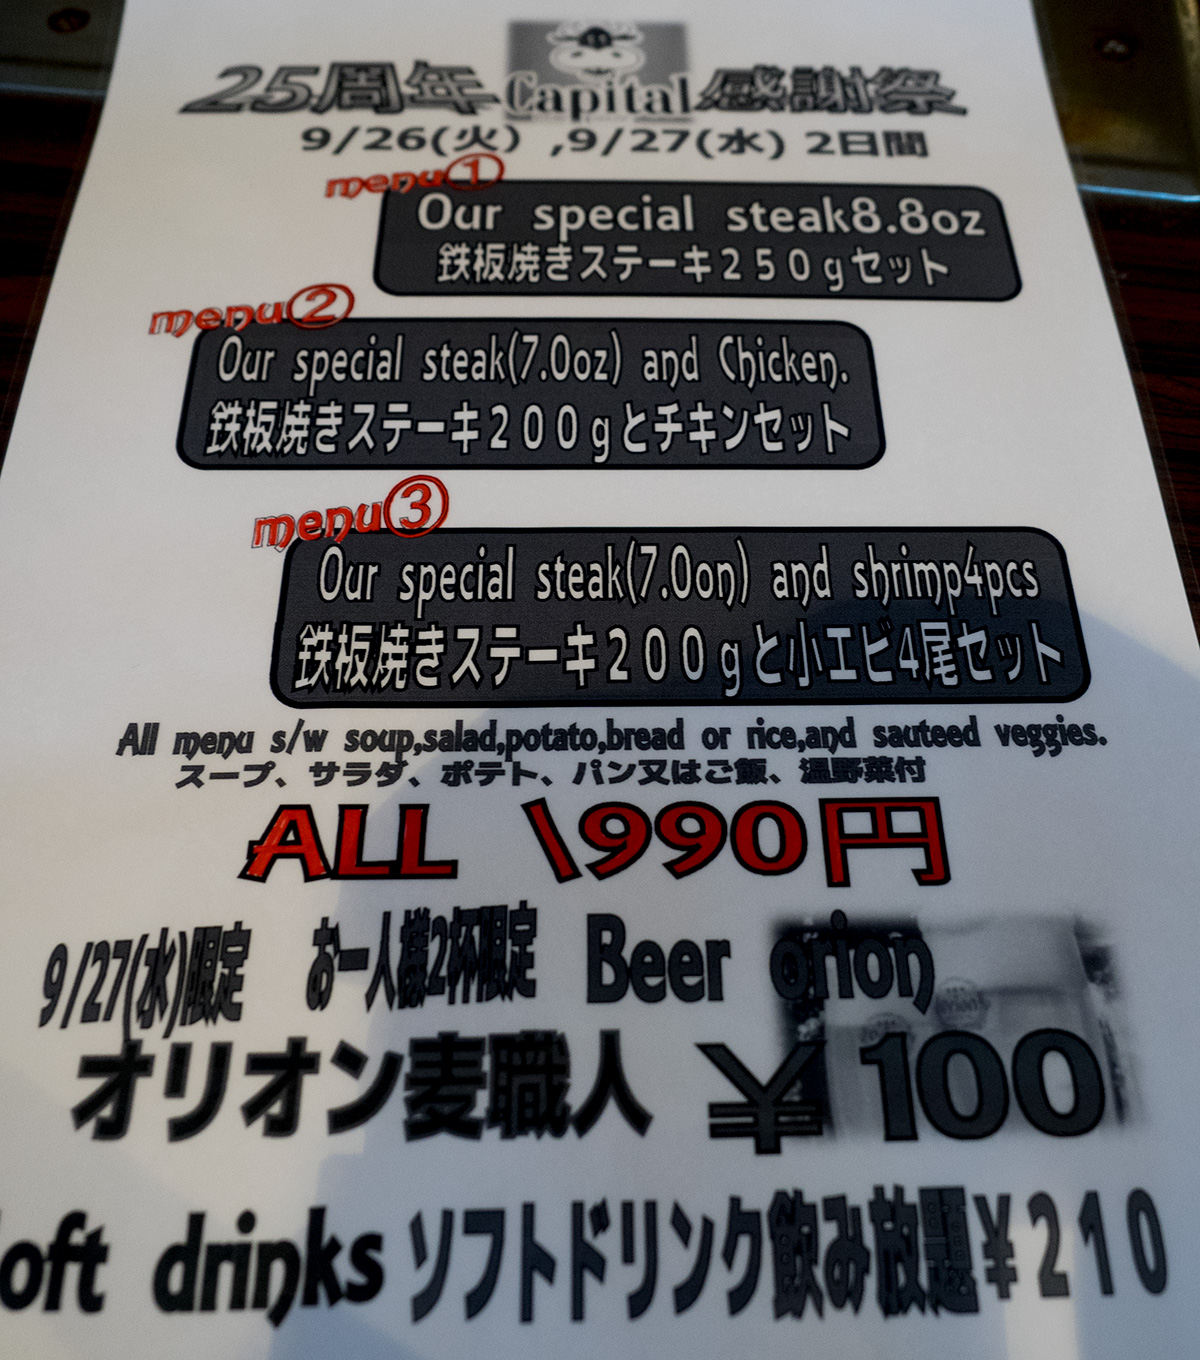 25周年 Capital 感謝祭
9/26(火) ,9/27(水) 2日間
menu①
Our special steak8.8oz
鉄板焼きステーキ250gセット
menu②
Our special steak(7.0oz) and Chicken.
鉄板焼きステーキ200gとチキンセット
menu③
Our special steak(7.0on) and shrimp4pcs
鉄板焼きステーキ200gと小エビ4尾セット
All menu s/w soup,salad,potato,bread or rice,and sauteed veggies.
スープ、サラダ、ポテト、パン又はご飯、温野菜付
ALL \990円
9/27(水)限定 お一人様2杯限定 Beer orion
オリオン麦職人 ¥100
oft drinks ソフトドリンク飲み放題¥210